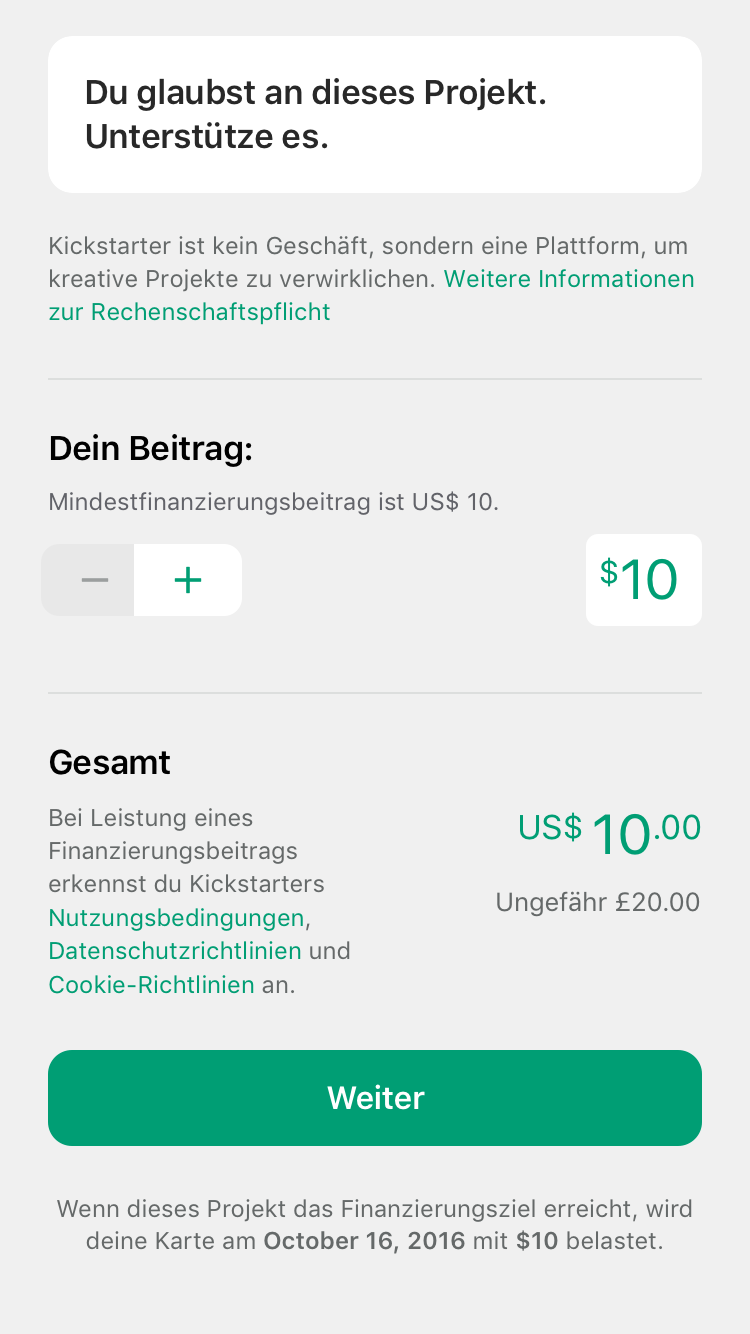 Du glaubst an dieses Projekt.
Unterstütze es.
Kickstarter ist kein Geschäft, sondern eine Plattform, um
kreative Projekte zu verwirklichen. Weitere Informationen
zur Rechenschaftspflicht
Dein Beitrag:
Mindestfinanzierungsbeitrag ist US$ 10.
− +
$10
Gesamt
Bei Leistung eines
Finanzierungsbeitrags
erkennst du Kickstarters
Nutzungsbedingungen,
Datenschutzrichtlinien und
Cookie-Richtlinien an.
US$ 10.00
Ungefähr £20.00
Weiter
Wenn dieses Projekt das Finanzierungsziel erreicht, wird
deine Karte am October 16, 2016 mit $10 belastet.